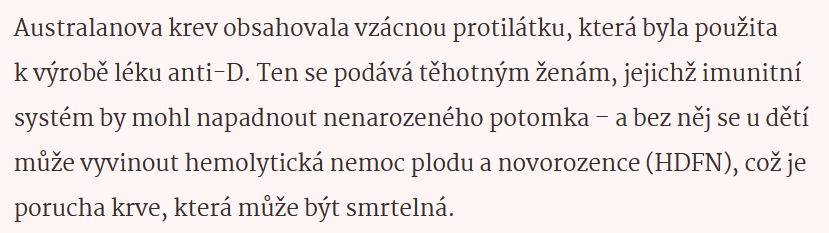 Australanova krev obsahovala vzácnou protilátku, která byla použita
k výrobě léku anti-D. Ten se podává těhotným ženám, jejichž imunitní
systém by mohl napadnout nenarozeného potomka – a bez něj se u dětí
může vyvinout hemolytická nemoc plodu a novorozence (HDFN), což je
porucha krve, která může být smrtelná.